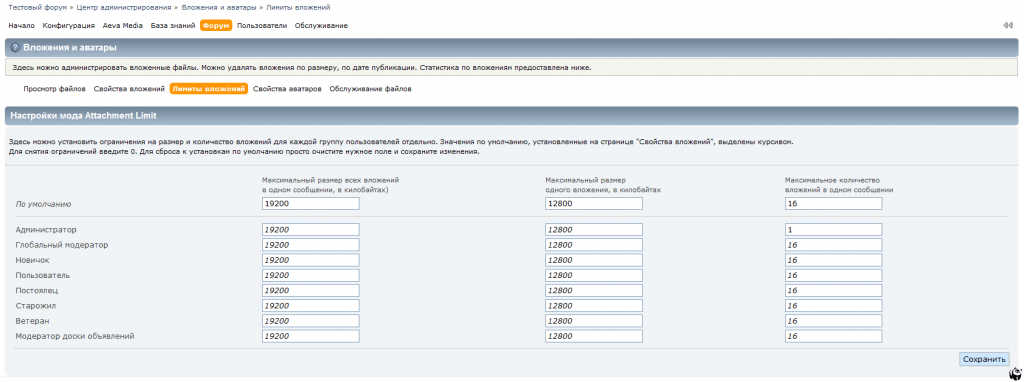 Тестовый форум » Центр администрирования » Вложения и аватары » Лимиты вложений
Начало Конфигурация Aeva Media База знаний Форум Пользователи Обслуживание
? Вложения и аватары
Здесь можно администрировать вложенные файлы. Можно удалять вложения по размеру, по дате публикации. Статистика по вложениям предоставлена ниже.
Просмотр файлов Свойства вложений Лимиты вложений Свойства аватаров Обслуживание файлов
Настройки мода Attachment Limit
Здесь можно установить ограничения на размер и количество вложений для каждой группу пользователей отдельно. Значения по умолчанию, установленные на странице "Свойства вложений", выделены курсивом.
Для снятия ограничений введите 0. Для сброса к установкам по умолчанию просто очистите нужное поле и сохраните изменения.
Максимальный размер всех вложений Максимальный размер Максимальное количество
в одном сообщении, в килобайтах) одного вложения, в килобайтах вложений в одном сообщении
По умолчанию 19200 12800 16
Администратор 19200 12800 1
Глобальный модератор 19200 12800 16
Новичок 19200 12800 16
Пользователь 19200 12800 16
Постоялец 19200 12800 16
Старожил 19200 12800 16
Ветеран 19200 12800 16
Модератор доски объявлений 19200 12800 16
Сохранить